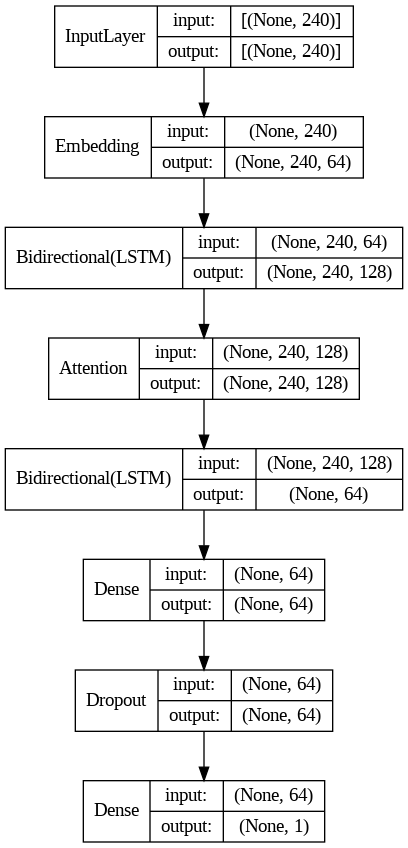 InputLayer
input: [(None, 240)]
output: [(None, 240)]
Embedding
input: (None, 240)
output: (None, 240, 64)
Bidirectional(LSTM)
input: (None, 240, 64)
output: (None, 240, 128)
Attention
input: (None, 240, 128)
output: (None, 240, 128)
Bidirectional(LSTM)
input: (None, 240, 128)
output: (None, 64)
Dense
input: (None, 64)
output: (None, 64)
Dropout
input: (None, 64)
output: (None, 64)
Dense
input: (None, 64)
output: (None, 1)